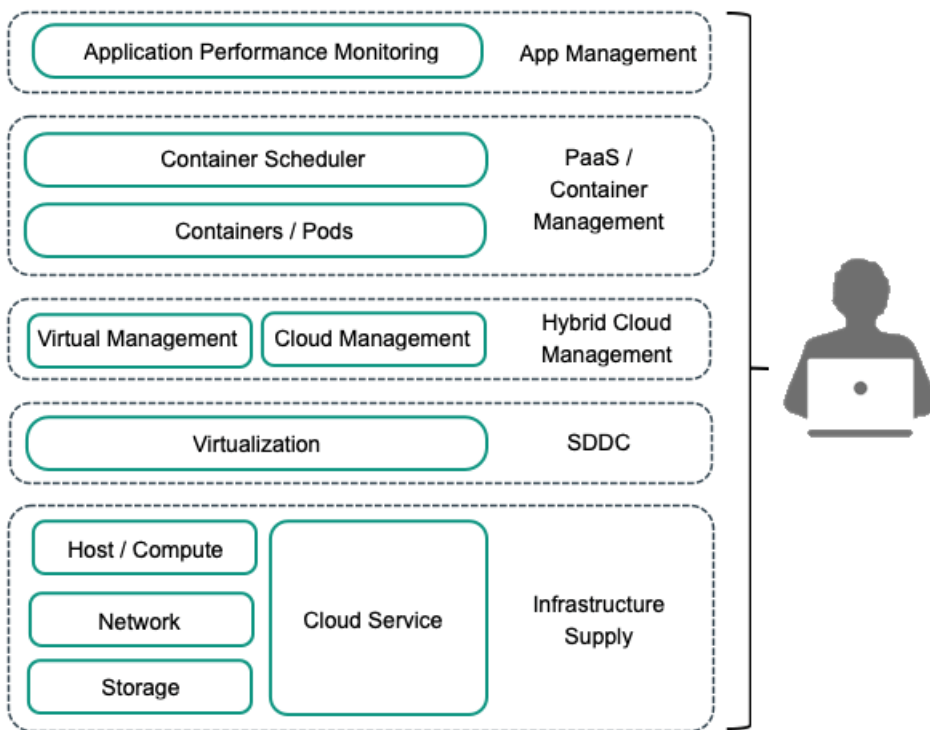 Application Performance Monitoring
App Management
Container Scheduler
Containers / Pods
PaaS /
Container
Management
Virtual Management
Cloud Management
Hybrid Cloud
Management
Virtualization
SDDC
Host / Compute
Network
Storage
Cloud Service
Infrastructure
Supply